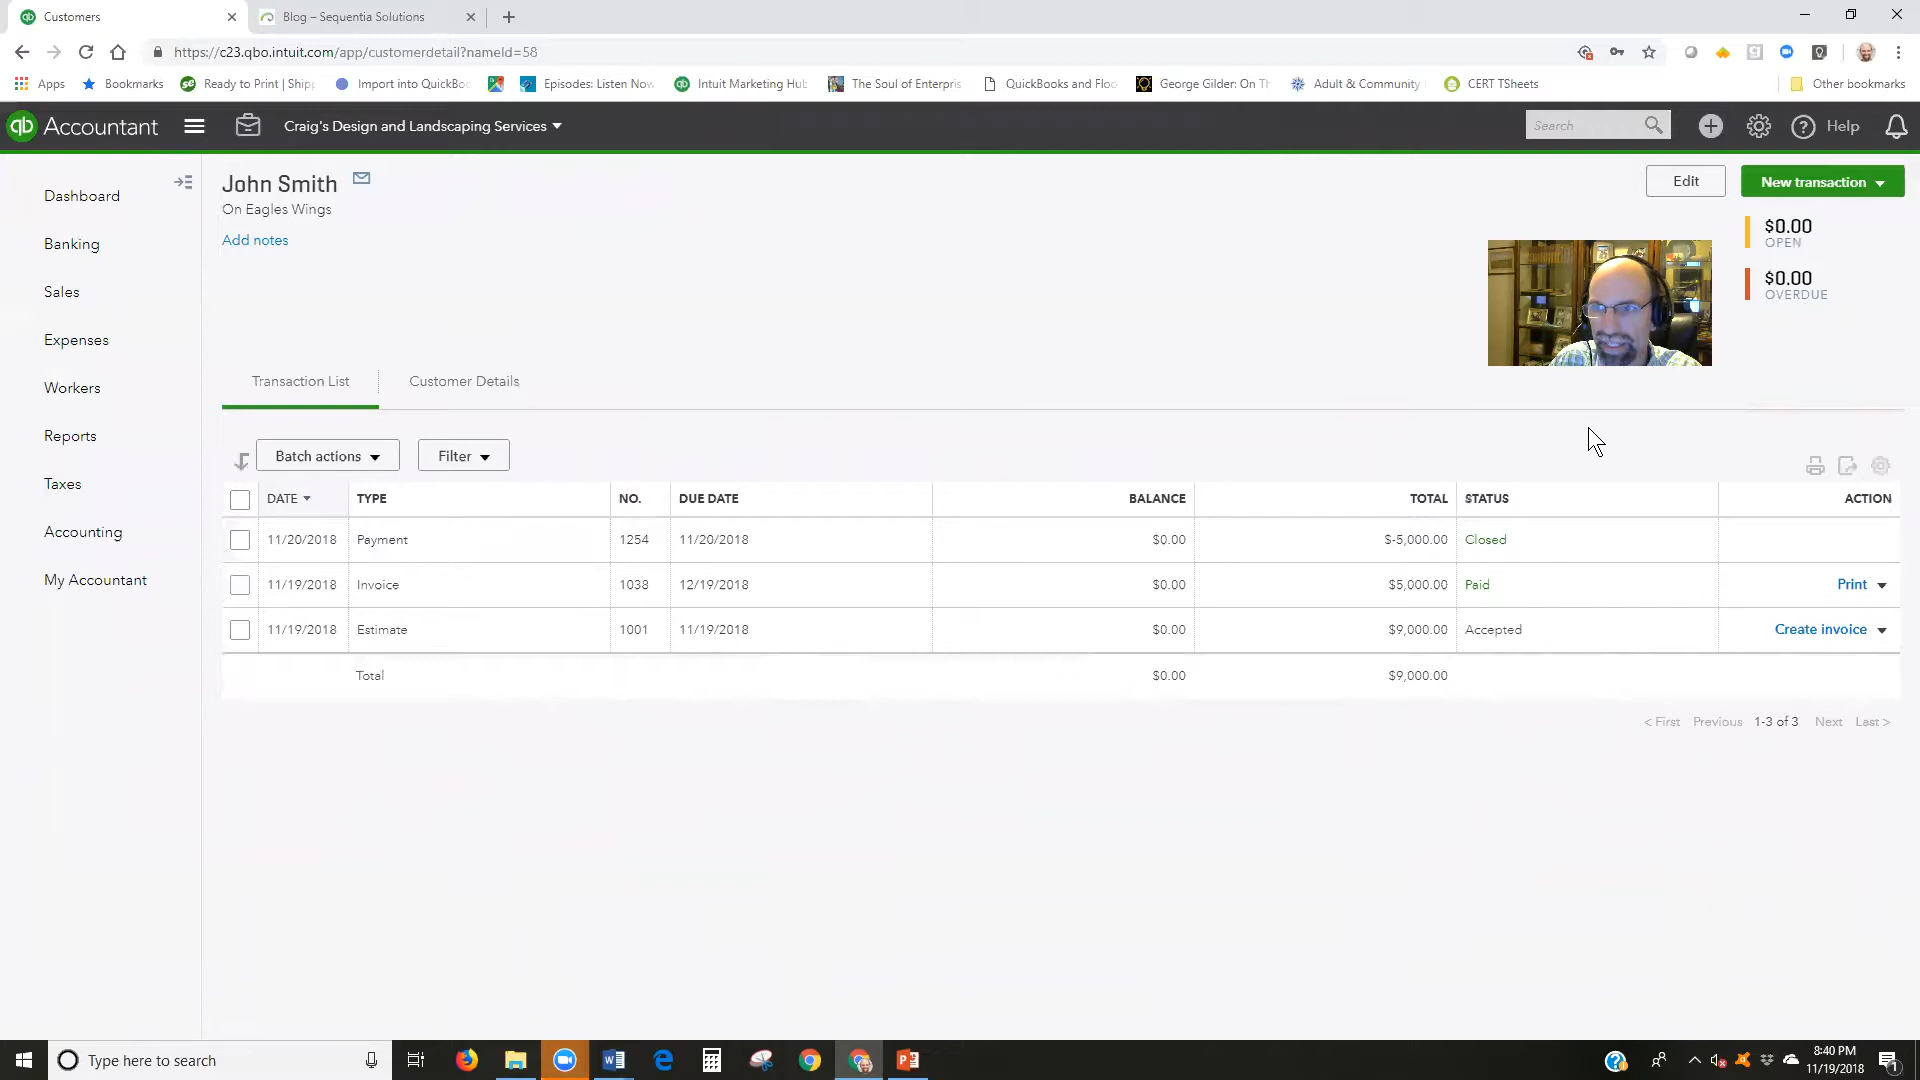 Customers
Blog – Sequentia Solutions
https://c23.qbo.intuit.com/app/customerdetail?nameId=58
Apps
Bookmarks
Ready to Print | Ship
Import into QuickBo
Episodes: Listen Now
Intuit Marketing Hub
The Soul of Enterpris
QuickBooks and Floo
George Gilder: On Th
Adult & Community
CERT TSheets
Other bookmarks
qb Accountant
Craig's Design and Landscaping Services
Search
Help
Dashboard
Banking
Sales
Expenses
Workers
Reports
Taxes
Accounting
My Accountant
John Smith
On Eagles Wings
Add notes
Edit
New transaction
$0.00
OPEN
$0.00
OVERDUE
Transaction List
Customer Details
Batch actions
Filter
DATE TYPE NO. DUE DATE BALANCE TOTAL STATUS ACTION
11/20/2018 Payment 1254 11/20/2018 $0.00 $-5,000.00 Closed
11/19/2018 Invoice 1038 12/19/2018 $0.00 $5,000.00 Paid Print
11/19/2018 Estimate 1001 11/19/2018 $0.00 $9,000.00 Accepted Create invoice
Total $0.00 $9,000.00
< First Previous 1-3 of 3 Next Last >
Type here to search
8:40 PM
11/19/2018
1